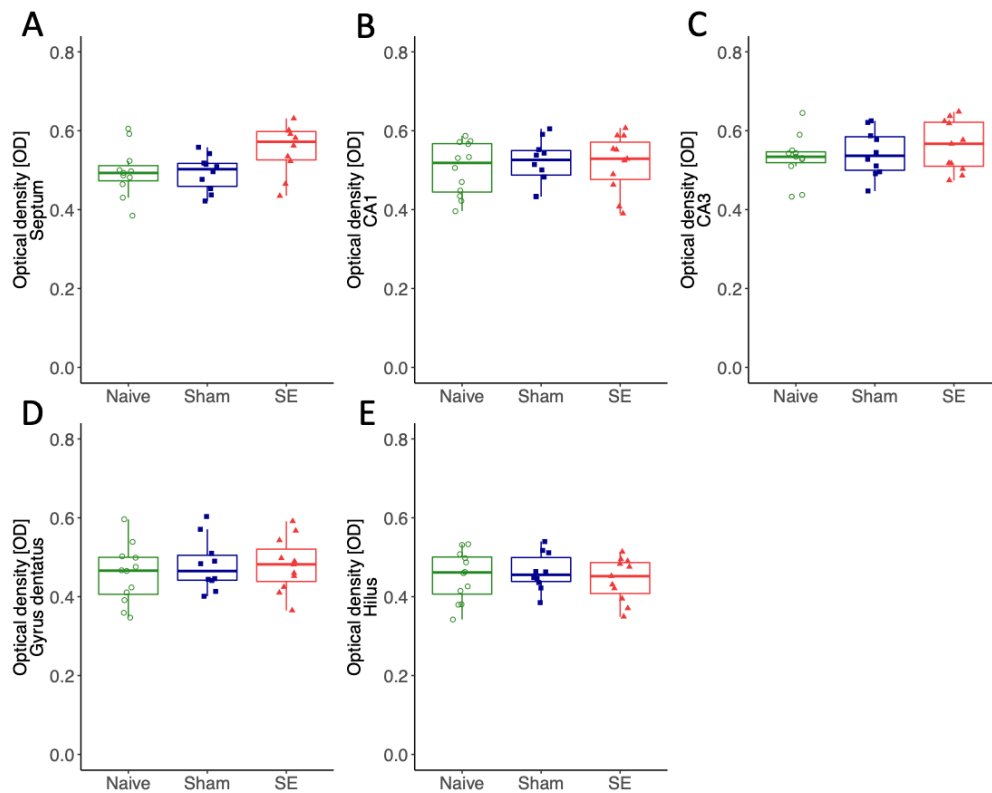 A
Optical density [OD]
Septum
0.8
0.6
0.4
0.2
0.0
Naive Sham SE
B
Optical density [OD]
CA1
0.8
0.6
0.4
0.2
0.0
Naive Sham SE
C
Optical density [OD]
CA3
0.8
0.6
0.4
0.2
0.0
Naive Sham SE
D
Optical density [OD]
Gyrus dentatus
0.8
0.6
0.4
0.2
0.0
Naive Sham SE
E
Optical density [OD]
Hilus
0.8
0.6
0.4
0.2
0.0
Naive Sham SE